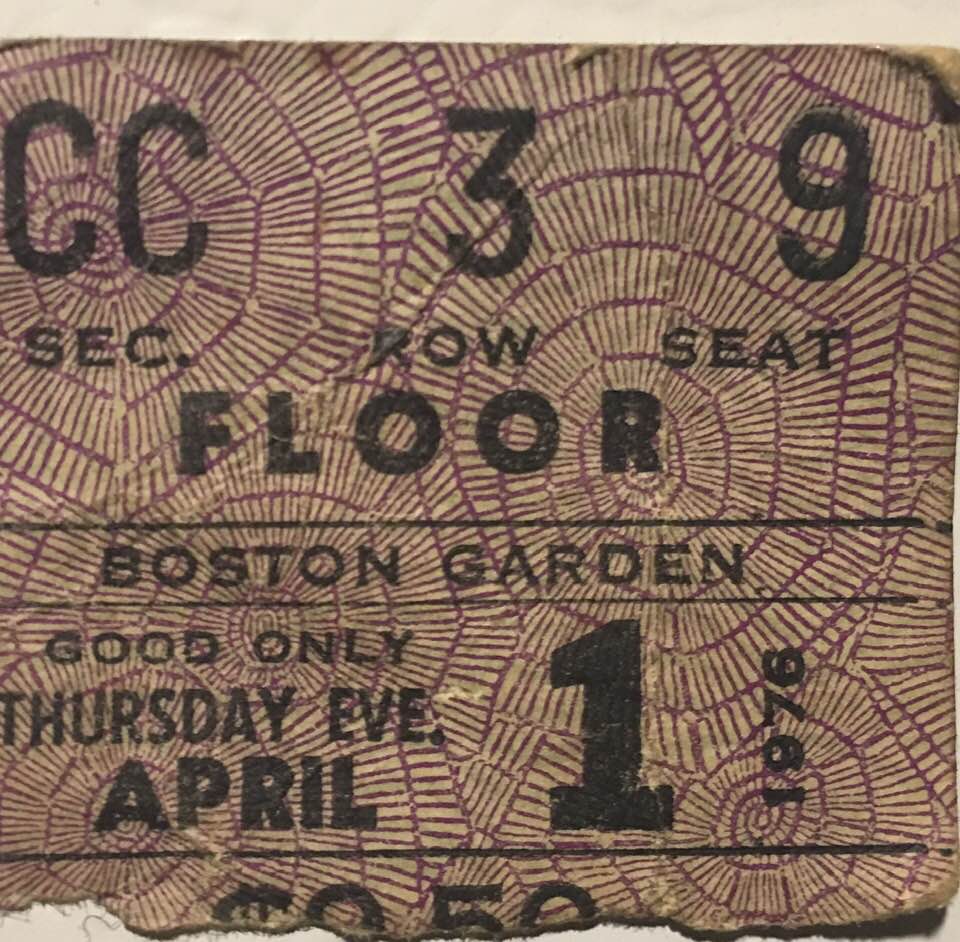 CC 3 9
SEC. ROW SEAT
FLOOR
BOSTON GARDEN
GOOD ONLY
THURSDAY EVE.
APRIL 1 1976